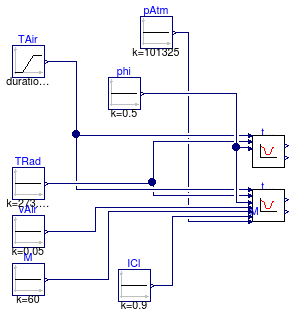 pAtm
k=101325
TAir
duratio...
phi
k=0.5
t
TRad
k=273....
t
vAir
k=0.05
M
M
k=60
ICl
k=0.9